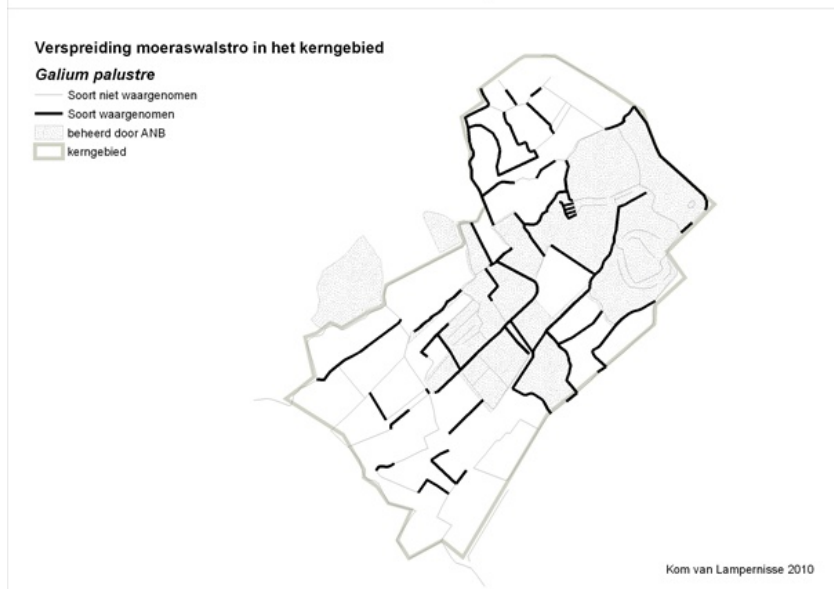 Verspreiding moeraswalstro in het kerngebied
Galium palustre
Soort niet waargenomen
Soort waargenomen
beheerd door ANB
kerngebied
Kom van Lampernisse 2010